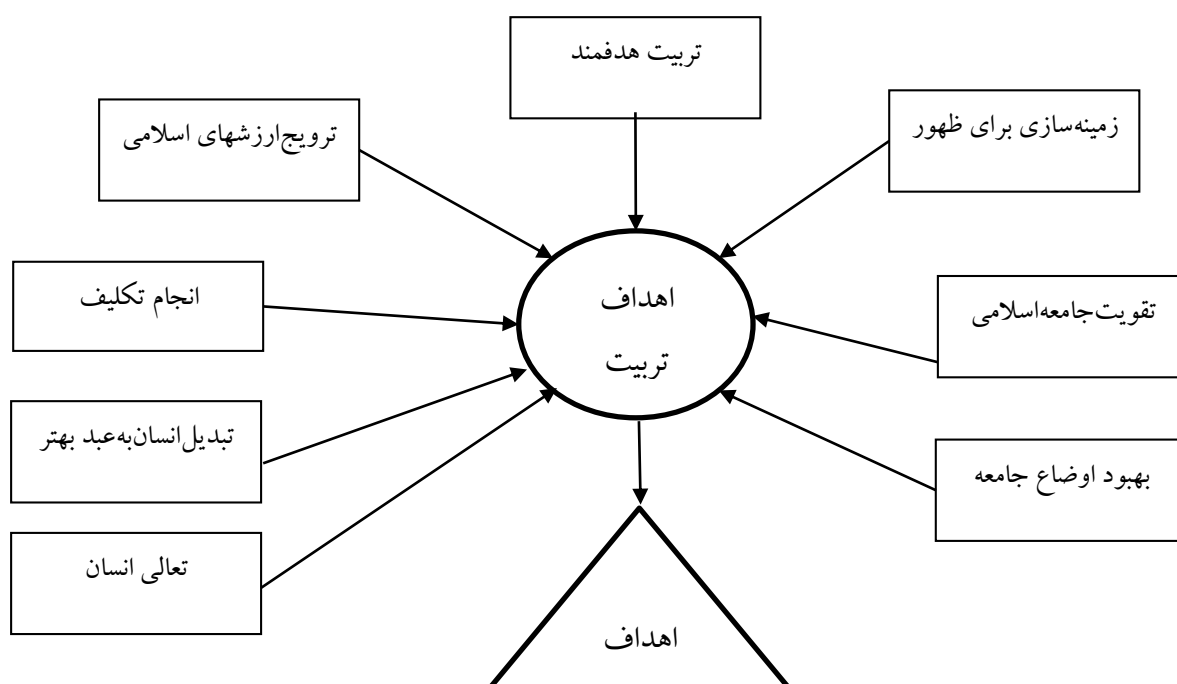 تربیت هدفمند
زمینه‌سازی برای ظهور
ترویج‌ارزشهای اسلامی
اهداف
تربیت
تقویت‌جامعه‌اسلامی
انجام تکلیف
بهبود اوضاع جامعه
تبدیل‌انسان‌به‌عبد بهتر
تعالی انسان
اهداف